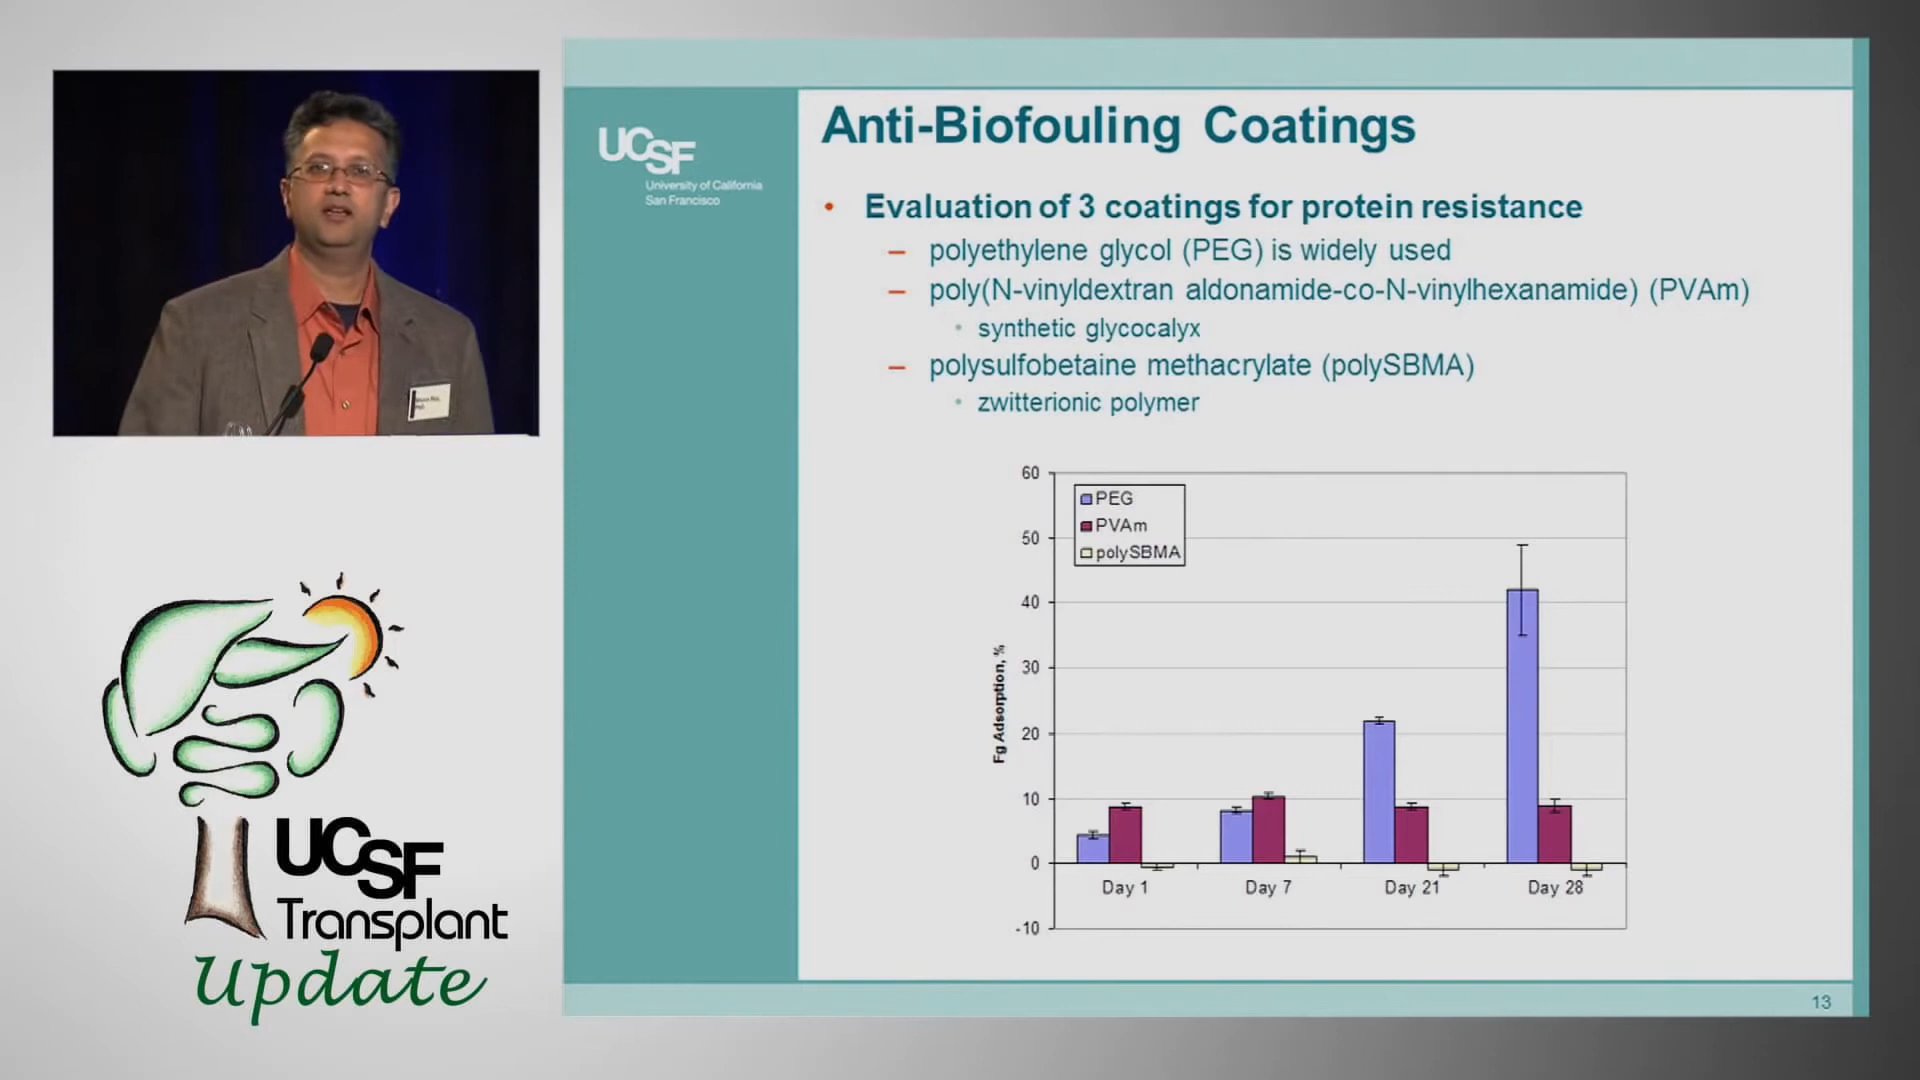 UCSF
University of California
San Francisco
Anti-Biofouling Coatings
• Evaluation of 3 coatings for protein resistance
– polyethylene glycol (PEG) is widely used
– poly(N-vinyldextran aldonamide-co-N-vinylhexanamide) (PVAm)
• synthetic glycocalyx
– polysulfobetaine methacrylate (polySBMA)
• zwitterionic polymer
60
50
40
30
20
10
0
-10
Fg Adsorption, %
PEG
PVAm
polySBMA
Day 1
Day 7
Day 21
Day 28
13
UCSF
Transplant
Update